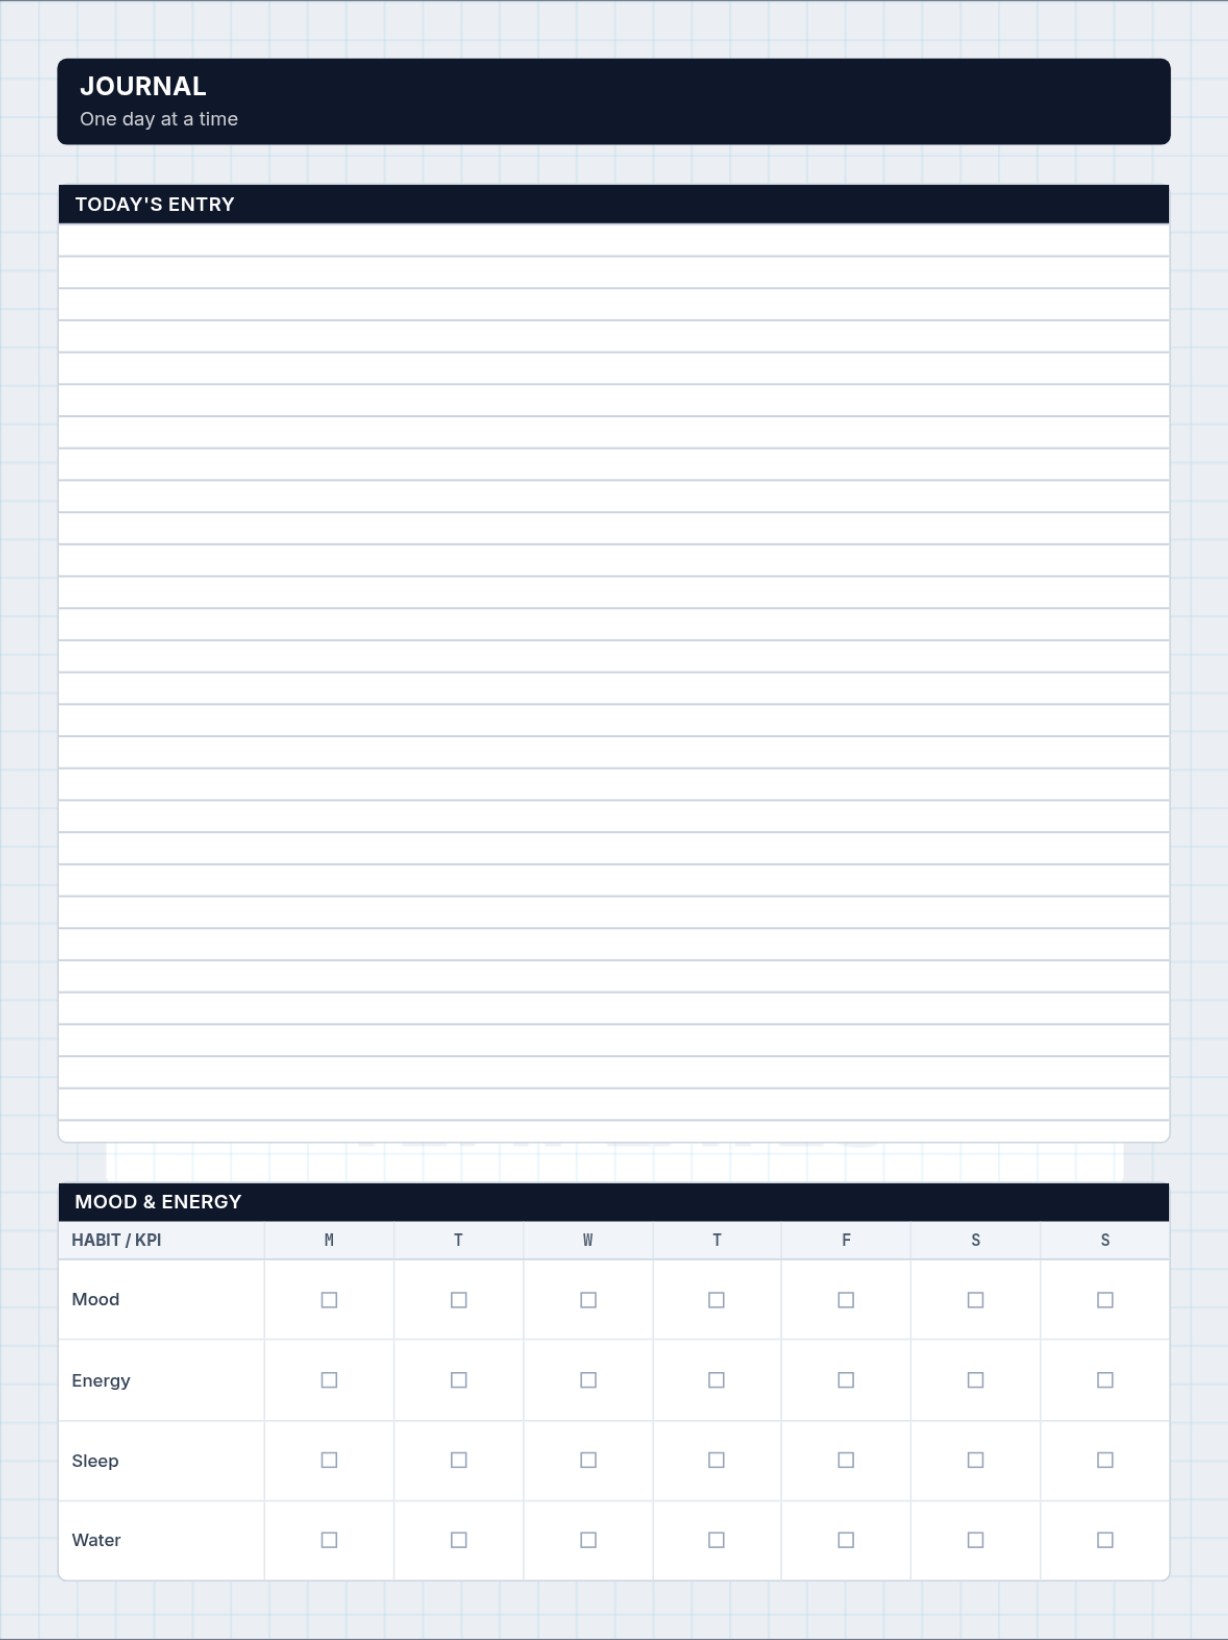 JOURNAL
One day at a time
TODAY'S ENTRY
MOOD & ENERGY
HABIT / KPI M T W T F S S
Mood
Energy
Sleep
Water